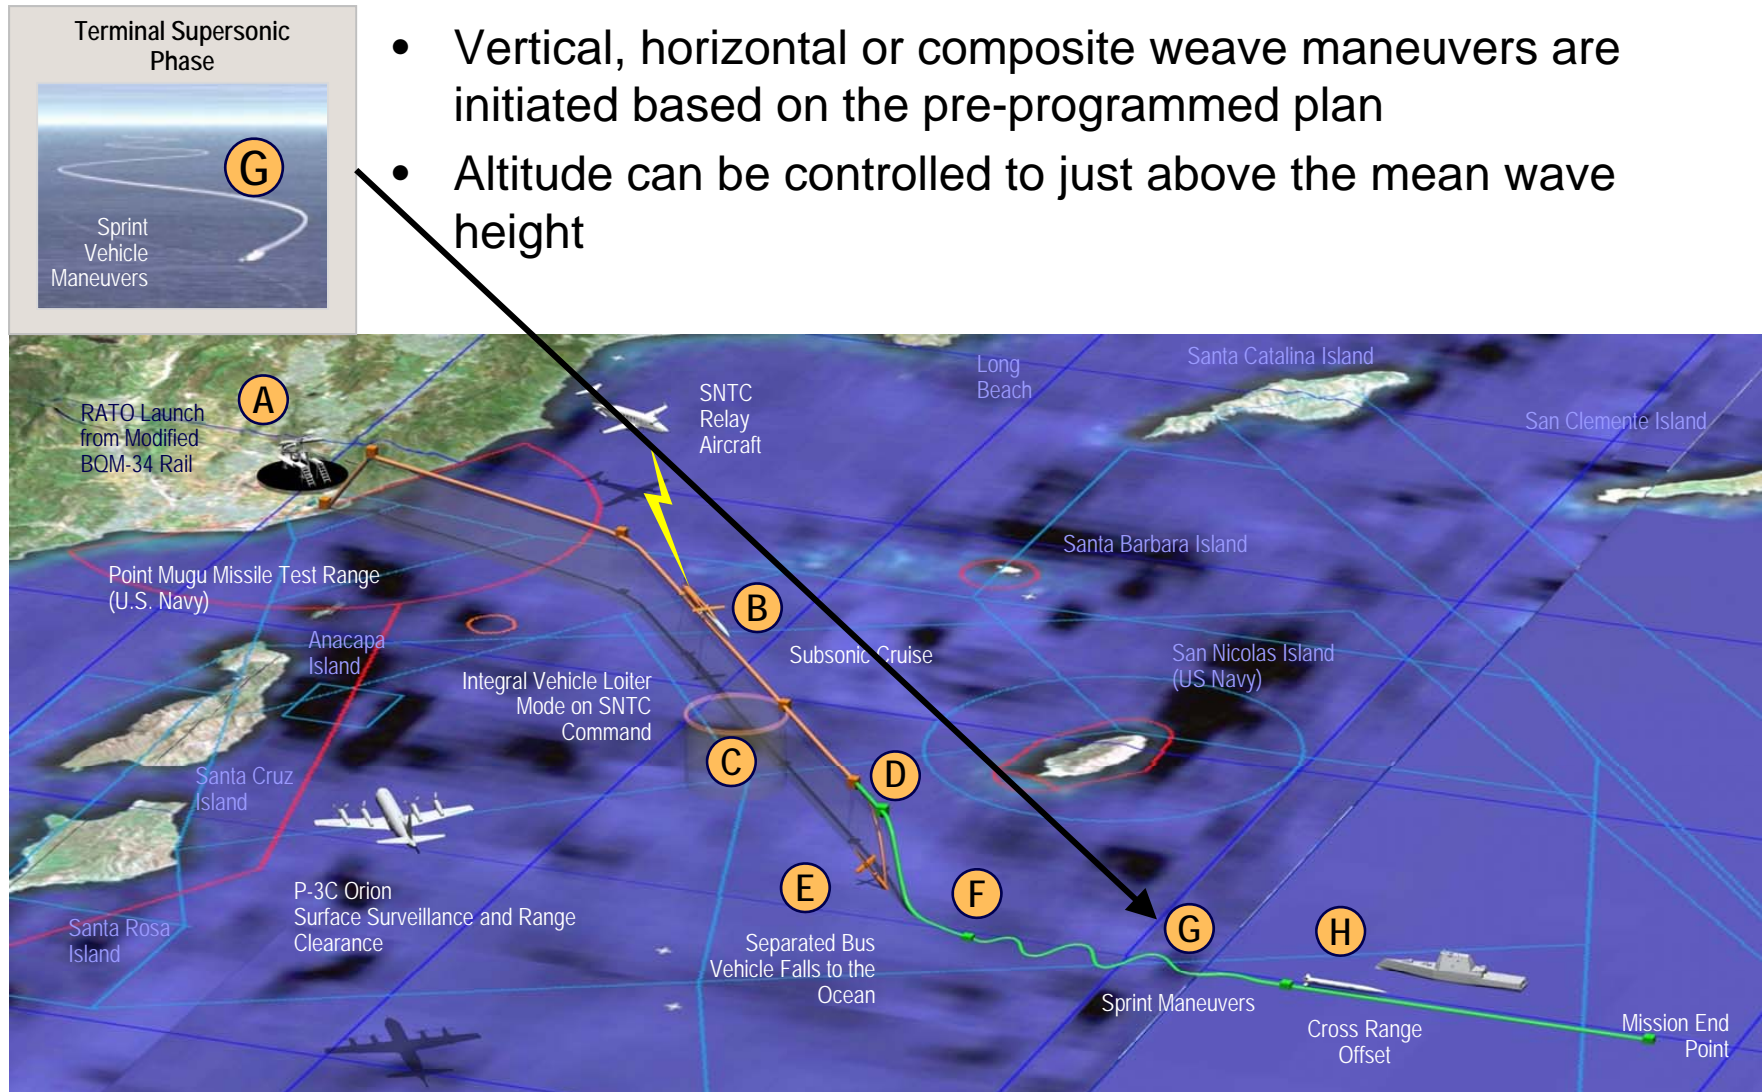 Terminal Supersonic
Phase
G
Sprint
Vehicle
Maneuvers
• Vertical, horizontal or composite weave maneuvers are
initiated based on the pre-programmed plan
• Altitude can be controlled to just above the mean wave
height
A
RATO Launch
from Modified
BQM-34 Rail
SNTC
Relay
Aircraft
Long
Beach
Santa Catalina Island
San Clemente Island
Santa Barbara Island
Point Mugu Missile Test Range
(U.S. Navy)
B
Anacapa
Island
Subsonic Cruise
San Nicolas Island
(US Navy)
Integral Vehicle Loiter
Mode on SNTC
Command
C
D
Santa Cruz
Island
P-3C Orion
Surface Surveillance and Range
Clearance
E
F
G
H
Santa Rosa
Island
Separated Bus
Vehicle Falls to the
Ocean
Sprint Maneuvers
Cross Range
Offset
Mission End
Point